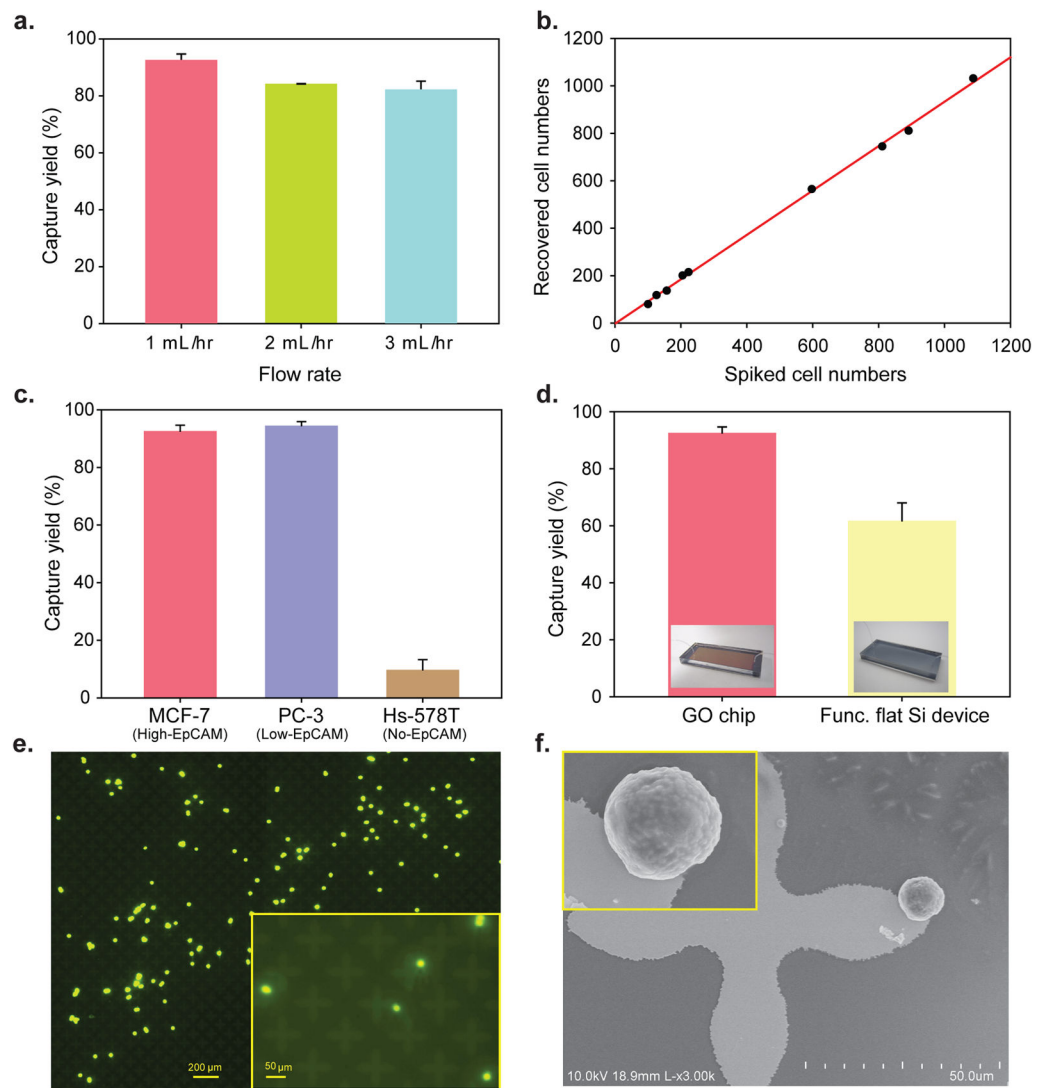 a.
100
80
60
40
20
0
Capture yield (%)
1 mL/hr 2 mL/hr 3 mL/hr
Flow rate
b.
1200
1000
800
600
400
200
0
Recovered cell numbers
0 200 400 600 800 1000 1200
Spiked cell numbers
c.
100
80
60
40
20
0
Capture yield (%)
MCF-7 PC-3 Hs-578T
(High-EpCAM) (Low-EpCAM) (No-EpCAM)
d.
100
80
60
40
20
0
Capture yield (%)
GO chip Func. flat Si device
e.
200 µm
50 µm
f.
10.0kV 18.9mm L-x3.00k 50.0um